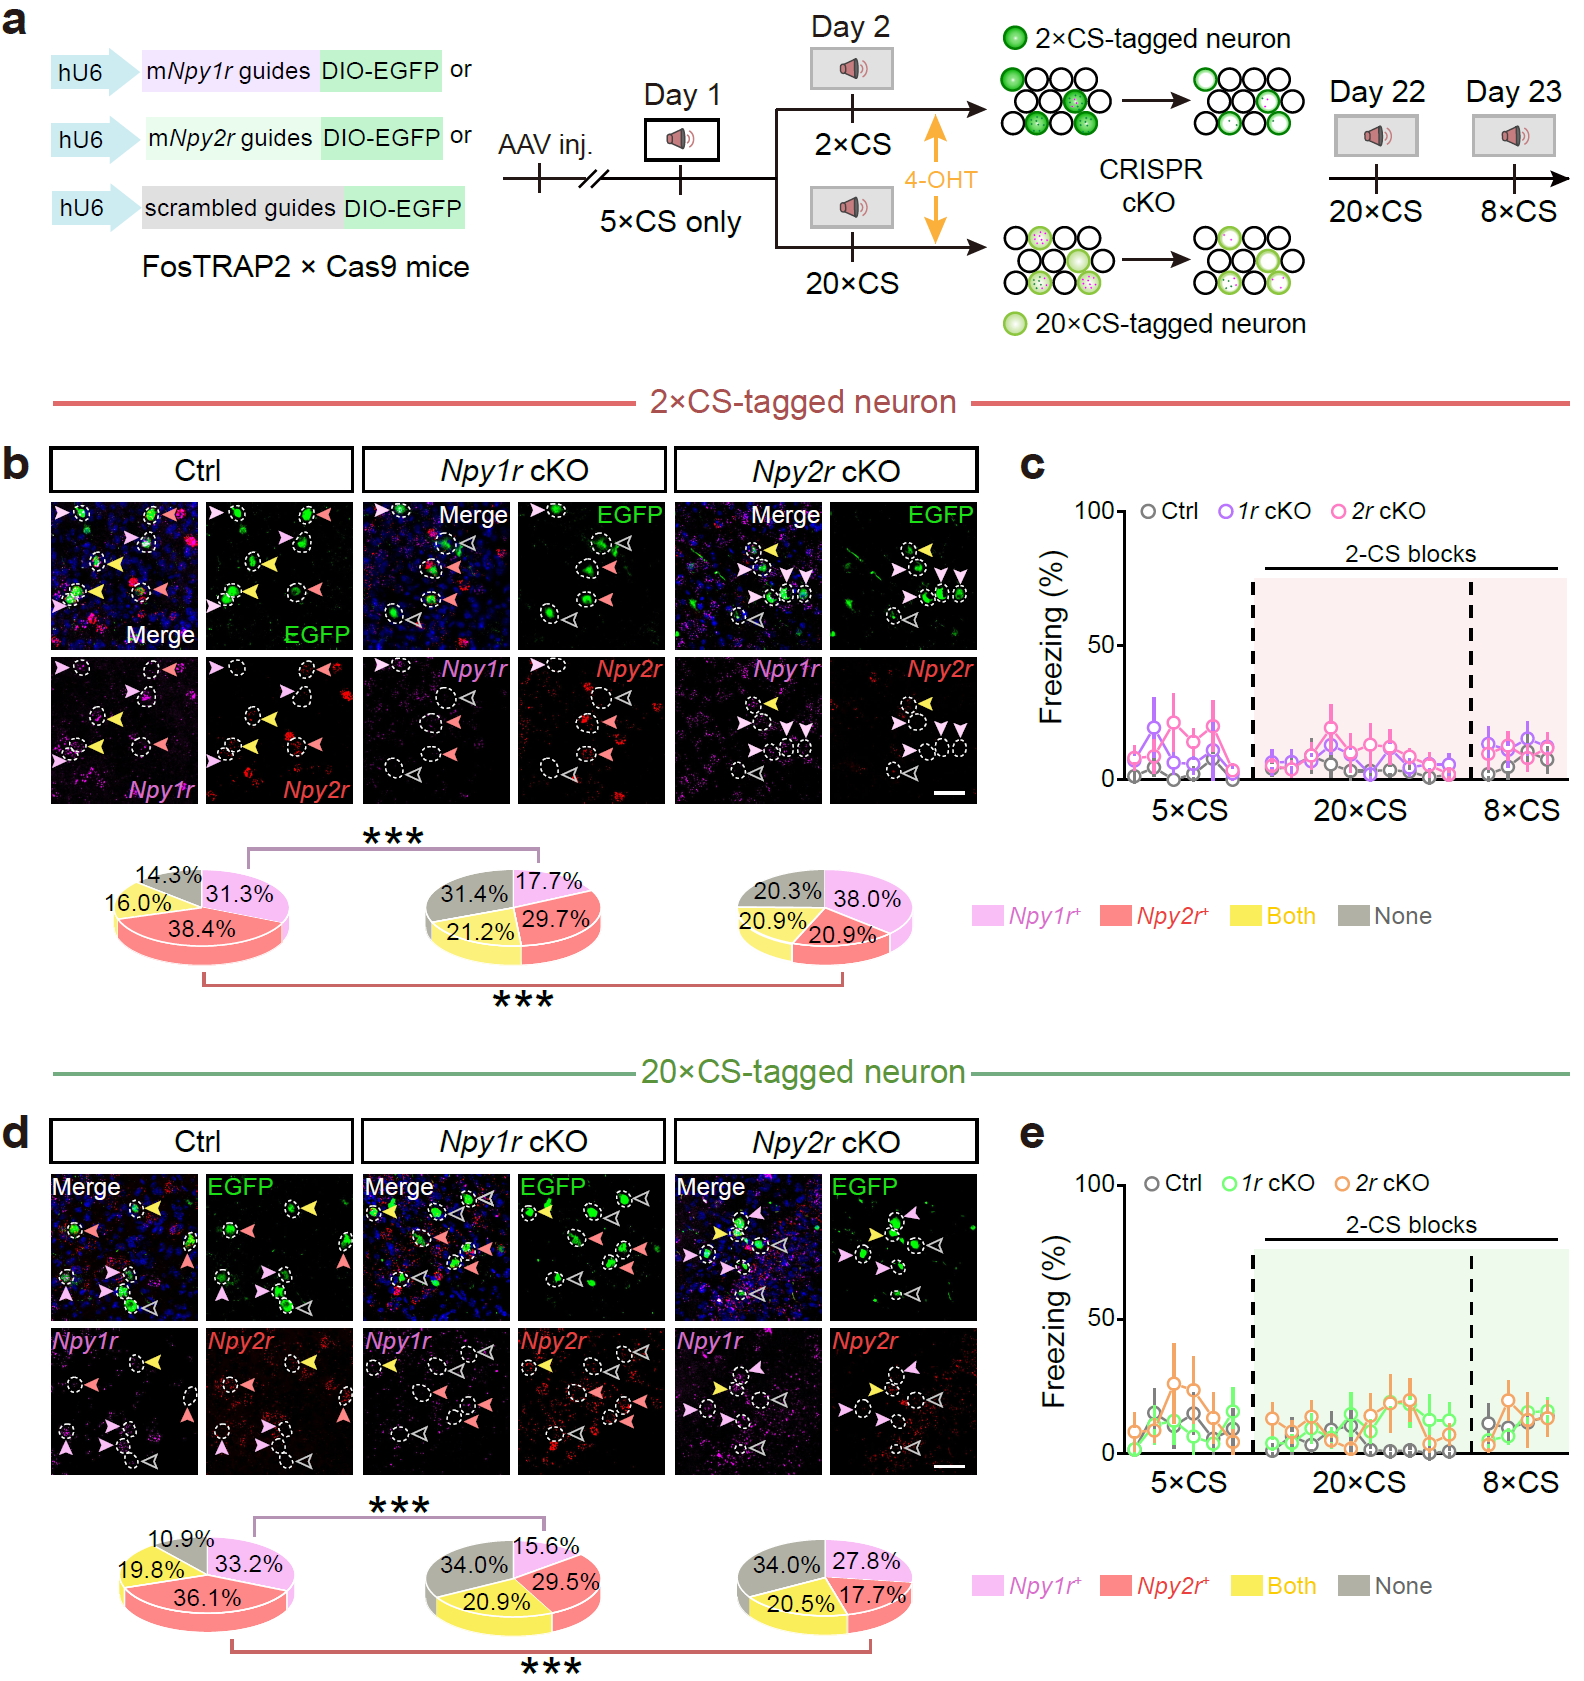 a
hU6
mNpy1r guides
DIO-EGFP
or
hU6
mNpy2r guides
DIO-EGFP
or
hU6
scrambled guides
DIO-EGFP
FosTRAP2 × Cas9 mice
AAV inj.
Day 1
5×CS only
Day 2
2×CS
4-OHT
20×CS
2×CS-tagged neuron
CRISPR
cKO
20×CS-tagged neuron
Day 22
Day 23
20×CS
8×CS
2×CS-tagged neuron
b
Ctrl
Npy1r cKO
Npy2r cKO
Merge
EGFP
Merge
EGFP
Merge
EGFP
Npy1r
Npy2r
Npy1r
Npy2r
Npy1r
Npy2r
***
14.3%
31.3%
16.0%
38.4%
31.4%
17.7%
21.2%
29.7%
20.3%
38.0%
20.9%
20.9%
***
Npy1r+
Npy2r+
Both
None
c
Freezing (%)
100
50
0
Ctrl
1r cKO
2r cKO
2-CS blocks
5×CS
20×CS
8×CS
20×CS-tagged neuron
d
Ctrl
Npy1r cKO
Npy2r cKO
Merge
EGFP
Merge
EGFP
Merge
EGFP
Npy1r
Npy2r
Npy1r
Npy2r
Npy1r
Npy2r
***
10.9%
33.2%
19.8%
36.1%
34.0%
15.6%
29.5%
20.9%
34.0%
27.8%
17.7%
20.5%
***
Npy1r+
Npy2r+
Both
None
e
Freezing (%)
100
50
0
Ctrl
1r cKO
2r cKO
2-CS blocks
5×CS
20×CS
8×CS